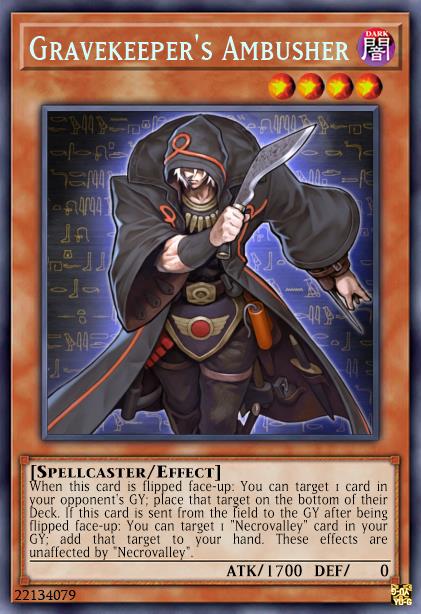 GRAVEKEEPER'S AMBUSHER
DARK
闇
[SPELLCASTER/EFFECT]
When this card is flipped face-up: You can target 1 card in
your opponent's GY; place that target on the bottom of their
Deck. If this card is sent from the field to the GY after being
flipped face-up: You can target 1 "Necrovalley" card in your
GY; add that target to your hand. These effects are
unaffected by "Necrovalley".
ATK/1700 DEF/ 0
22134079